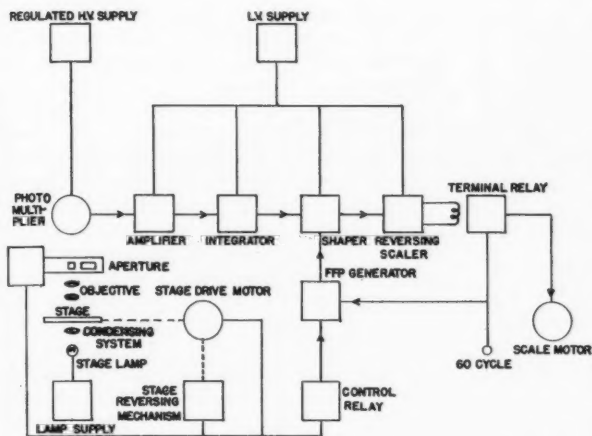 REGULATED H.V. SUPPLY
L.V. SUPPLY
PHOTO
MULTI-
PLIER
AMPLIFIER
INTEGRATOR
SHAPER
REVERSING
SCALER
TERMINAL RELAY
APERTURE
OBJECTIVE
STAGE
CONDENSING
SYSTEM
STAGE LAMP
LAMP SUPPLY
STAGE DRIVE MOTOR
STAGE
REVERSING
MECHANISM
FFP GENERATOR
CONTROL
RELAY
60 CYCLE
SCALE MOTOR